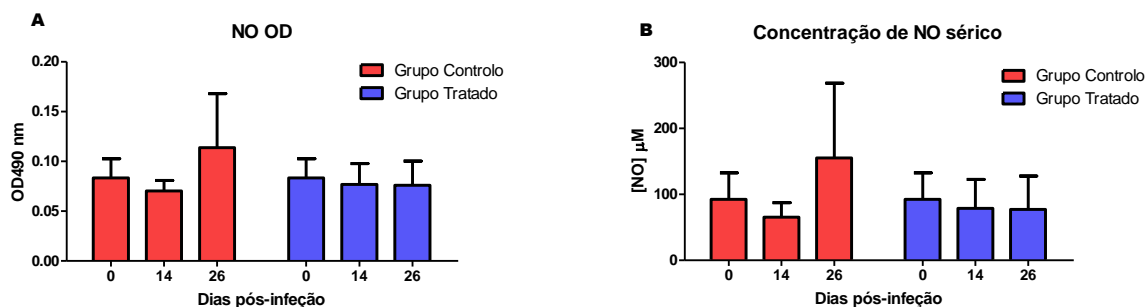 A
NO OD
0.20
0.15
0.10
0.05
0.00
OD490 nm
Grupo Controlo
Grupo Tratado
0 14 26 0 14 26
Dias pós-infeção
B
Concentração de NO sérico
300
200
100
0
[NO] µM
Grupo Controlo
Grupo Tratado
0 14 26 0 14 26
Dias pós-infeção